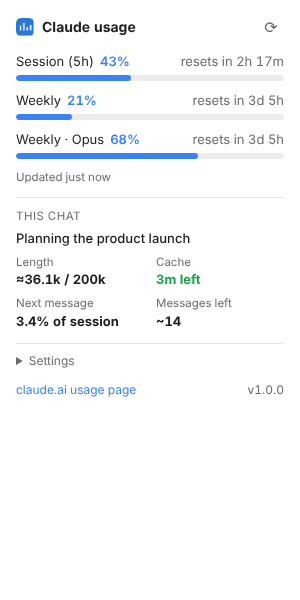 Claude usage
Session (5h) 43% resets in 2h 17m
Weekly 21% resets in 3d 5h
Weekly · Opus 68% resets in 3d 5h
Updated just now
THIS CHAT
Planning the product launch
Length Cache
≈36.1k / 200k 3m left
Next message Messages left
3.4% of session ~14
Settings
claude.ai usage page v1.0.0